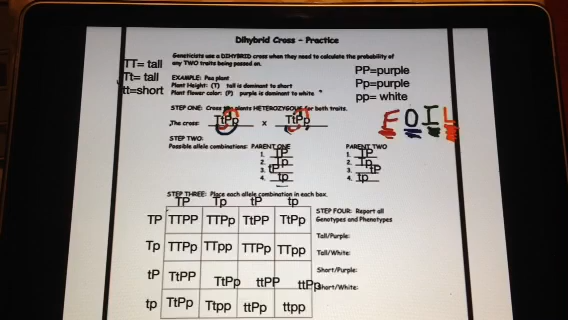 Dihybrid Cross - Practice
Geneticists use a DIHYBRID cross when they need to calculate the probability of
any TWO traits being passed on.
TT= tall
Tt= tall
tt=short
EXAMPLE: Pea plant
Plant Height: (T) tall is dominant to short
Plant flower color: (P) purple is dominant to white
PP=purple
Pp=purple
pp= white
STEP ONE: Cross two plants HETEROZYGOUS for both traits.
The cross: TtPp x TtPp
F O I L
STEP TWO:
Possible allele combinations: PARENT ONE PARENT TWO
1. TP 1. TP
2. Tp 2. Tp
3. tP 3. tP
4. tp 4. tp
STEP THREE: Place each allele combination in each box.
TP Tp tP tp
TP TTPP TTPp TtPP TtPp
Tp TTPp TTpp TTPp TTpp
tP TtPP TtPp ttPP ttPp
tp TtPp Ttpp ttPp ttpp
STEP FOUR: Report all
Genotypes and Phenotypes
Tall/Purple:
Tall/White:
Short/Purple:
Short/White: